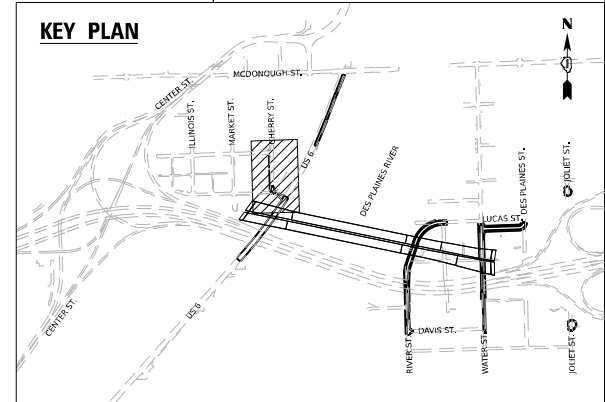 KEY PLAN
N
MCDONOUGH ST.
CENTER ST.
ILLINOIS ST.
MARKET ST.
CHERRY ST.
US 6
DES PLAINES RIVER
JOLIET ST.
DES PLAINES ST.
LUCAS ST.
CENTER ST.
US 6
DAVIS ST.
RIVER ST.
WATER ST.
JOLIET ST.